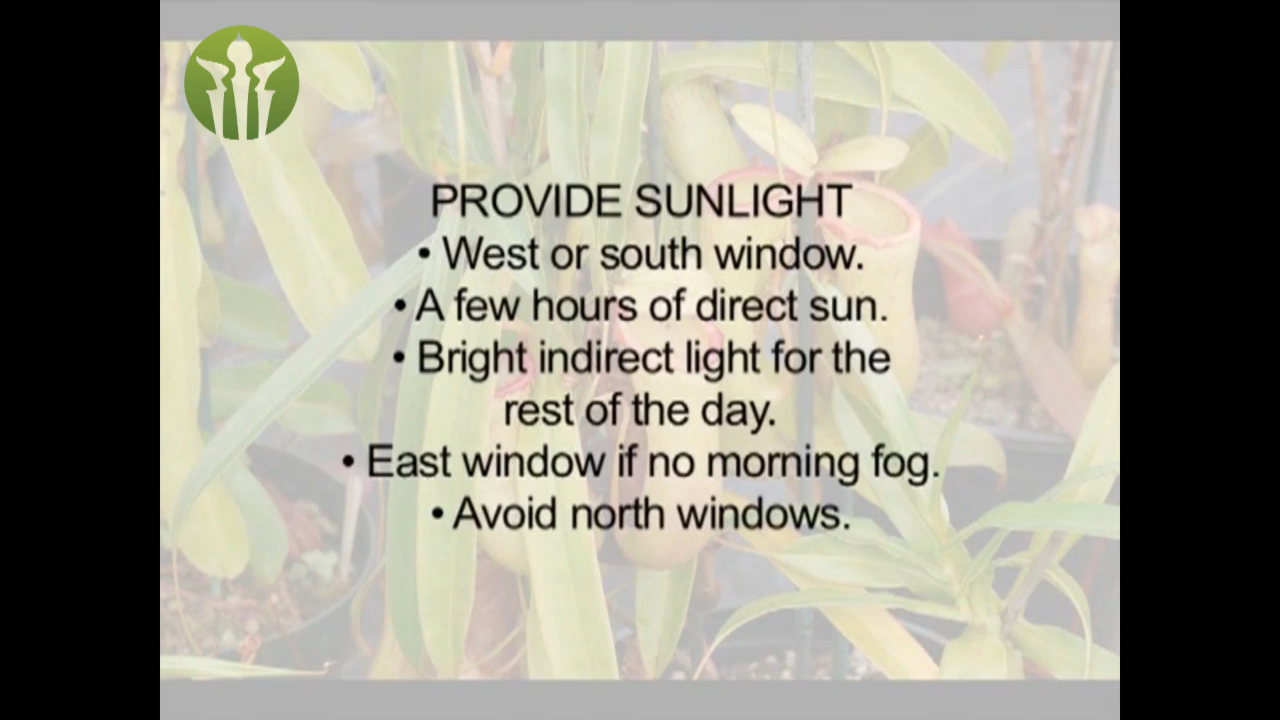 PROVIDE SUNLIGHT
• West or south window.
• A few hours of direct sun.
• Bright indirect light for the
rest of the day.
• East window if no morning fog.
• Avoid north windows.